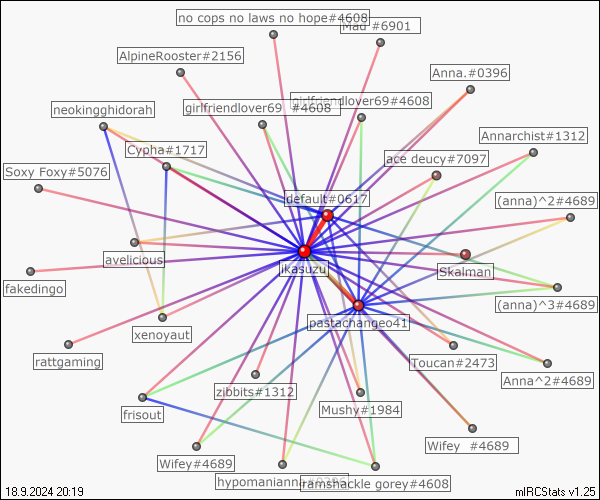 no cops no laws no hope#4608
Mad #6901
AlpineRooster#2156
Anna.#0396
neokingghidorah
girlfriendlover69 #4608
girlfriendlover69#4608
Annarchist#1312
Cypha#1717
ace deucy#7097
Soxy Foxy#5076
default#0617
(anna)^2#4689
avelicious
ikasuzu
Skalman
fakedingo
(anna)^3#4689
xenoyaut
pastachangeo41
rattgaming
Toucan#2473
Anna^2#4689
zibbits#1312
frisout
Mushy#1984
Wifey#4689
Wifey #4689
hypomanianna
ramshackle gorey#4608
18.9.2024 20:19
mIRCStats v1.25